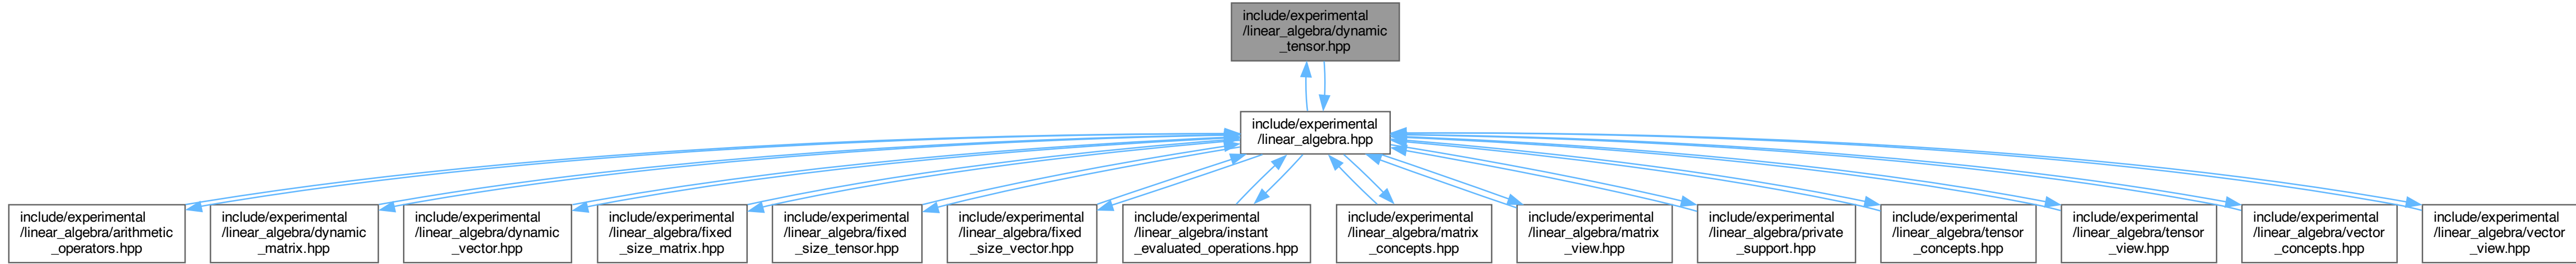 include/experimental
/linear_algebra/dynamic
_tensor.hpp
include/experimental
/linear_algebra.hpp
include/experimental
/linear_algebra/arithmetic
_operators.hpp
include/experimental
/linear_algebra/dynamic
_matrix.hpp
include/experimental
/linear_algebra/dynamic
_vector.hpp
include/experimental
/linear_algebra/fixed
_size_matrix.hpp
include/experimental
/linear_algebra/fixed
_size_tensor.hpp
include/experimental
/linear_algebra/fixed
_size_vector.hpp
include/experimental
/linear_algebra/instant
_evaluated_operations.hpp
include/experimental
/linear_algebra/matrix
_concepts.hpp
include/experimental
/linear_algebra/matrix
_view.hpp
include/experimental
/linear_algebra/private
_support.hpp
include/experimental
/linear_algebra/tensor
_concepts.hpp
include/experimental
/linear_algebra/tensor
_view.hpp
include/experimental
/linear_algebra/vector
_concepts.hpp
include/experimental
/linear_algebra/vector
_view.hpp